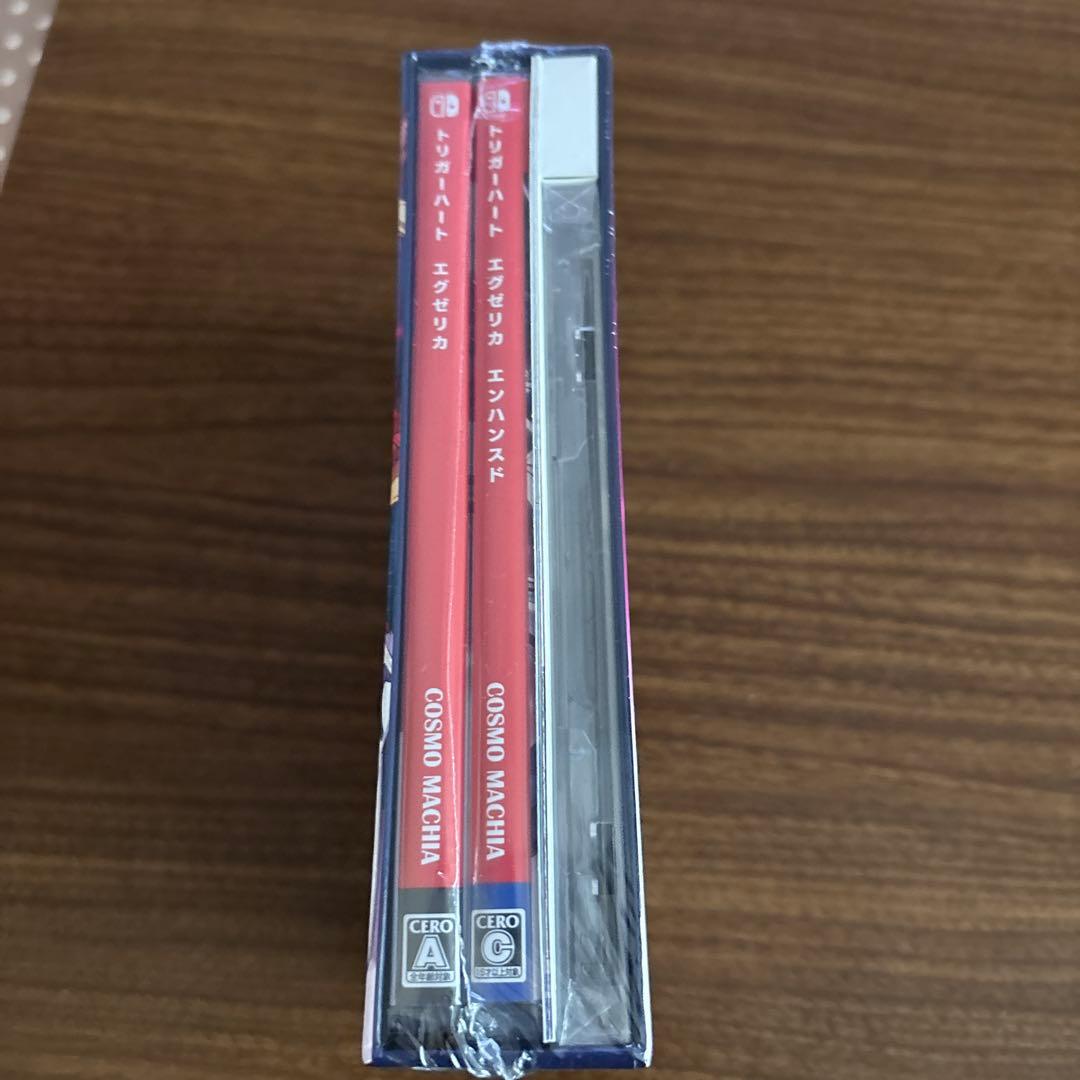 トリガーハート エグゼリカ
COSMO MACHIA
CERO
A
全年齢対象
トリガーハート エグゼリカ エンハンスド
COSMO MACHIA
CERO
C
15才以上対象